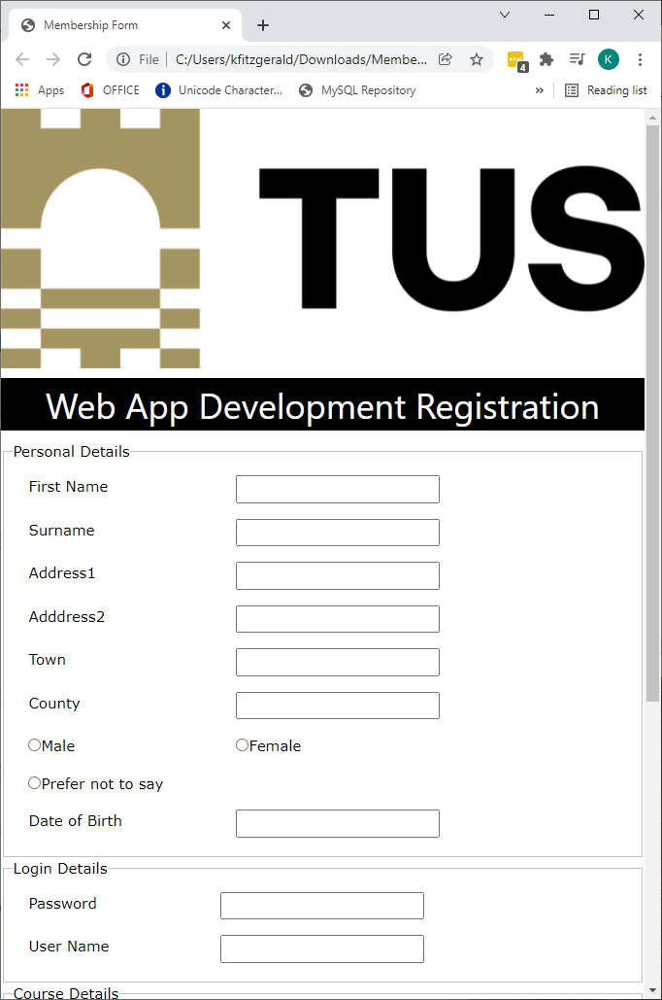 Membership Form
File C:/Users/kfitzgerald/Downloads/Membe...
4
K
Apps OFFICE Unicode Character... MySQL Repository » Reading list
TUS
Web App Development Registration
Personal Details
First Name
Surname
Address1
Adddress2
Town
County
Male Female
Prefer not to say
Date of Birth
Login Details
Password
User Name
Course Details